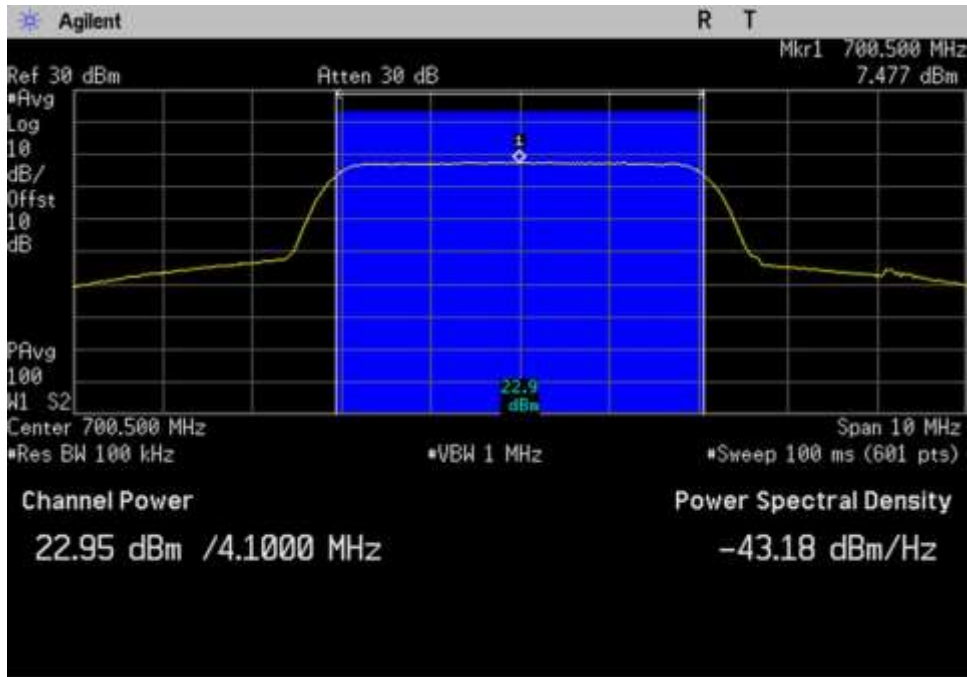 Agilent R T
Mkr1 700.500 MHz
Ref 30 dBm Atten 30 dB 7.477 dBm
#Avg
Log
10
dB/
Offst
10
dB
1
PAvg
100
W1 S2
22.9
dBm
Center 700.500 MHz Span 10 MHz
#Res BW 100 kHz #VBW 1 MHz #Sweep 100 ms (601 pts)
Channel Power Power Spectral Density
22.95 dBm /4.1000 MHz -43.18 dBm/Hz